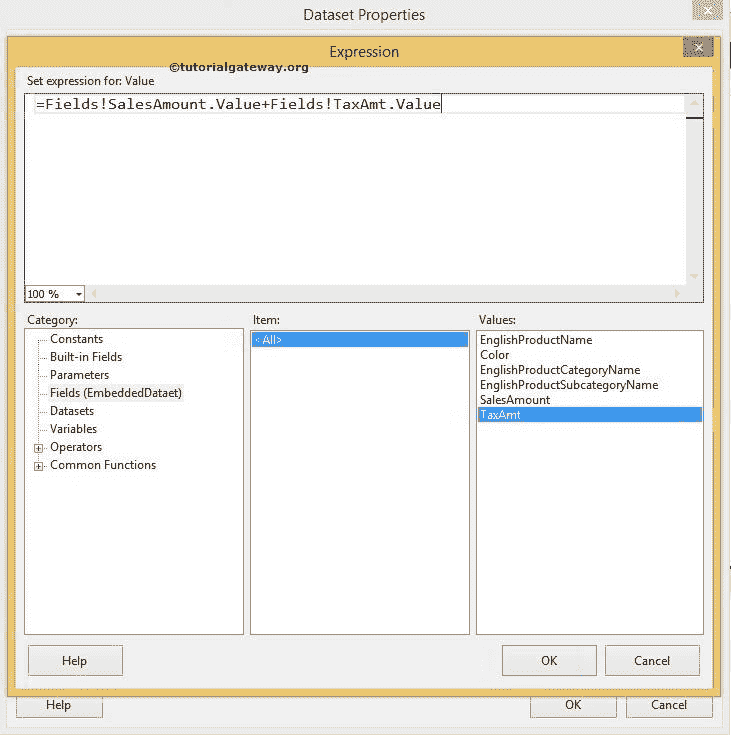 Dataset Properties
Expression
©tutorialgateway.org
Set expression for: Value
=Fields!SalesAmount.Value+Fields!TaxAmt.Value
100 %
Category:
Constants
Built-in Fields
Parameters
Fields (EmbeddedDataet)
Datasets
Variables
Operators
Common Functions
Item:
<All>
Values:
EnglishProductName
Color
EnglishProductCategoryName
EnglishProductSubcategoryName
SalesAmount
TaxAmt
Help
OK
Cancel
Help
OK
Cancel